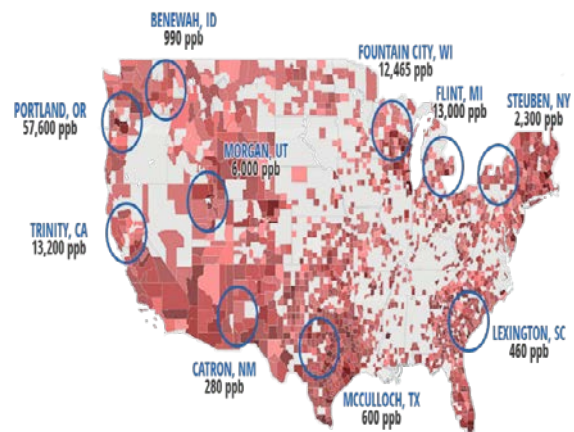 BENEWAH, ID
990 ppb
FOUNTAIN CITY, WI
12,465 ppb
FLINT, MI
13,000 ppb
STEUBEN, NY
2,300 ppb
PORTLAND, OR
57,600 ppb
MORGAN, UT
6.000 ppb
TRINITY, CA
13,200 ppb
LEXINGTON, SC
460 ppb
CATRON, NM
280 ppb
MCCULLOCH, TX
600 ppb